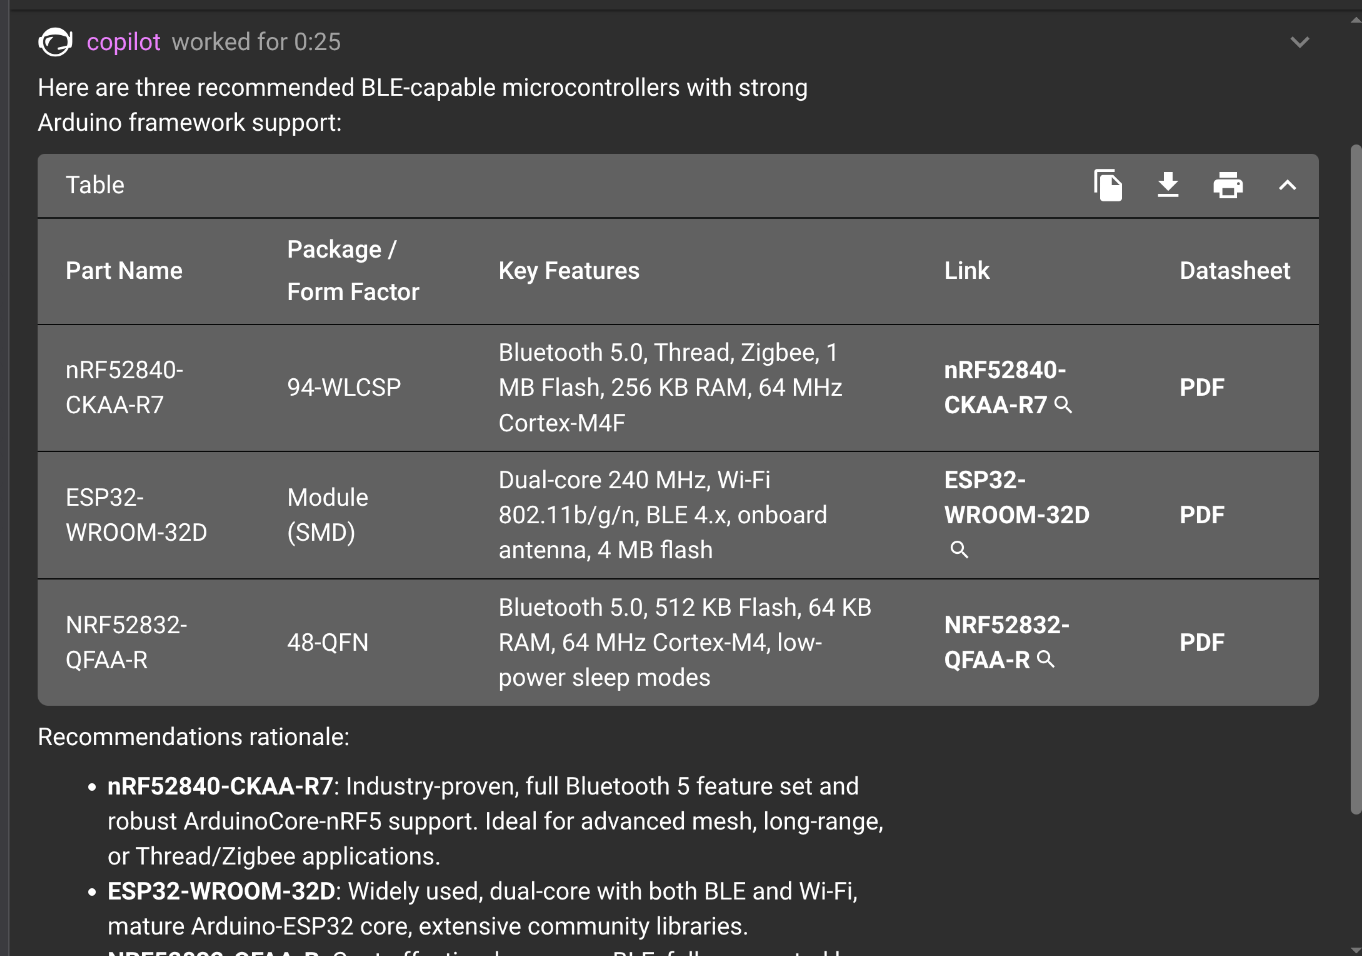 copilot worked for 0:25
Here are three recommended BLE-capable microcontrollers with strong
Arduino framework support:
Table
Part Name
Package /
Form Factor
Key Features
Link
Datasheet
nRF52840-
CKAA-R7
94-WLCSP
Bluetooth 5.0, Thread, Zigbee, 1
MB Flash, 256 KB RAM, 64 MHz
Cortex-M4F
nRF52840-
CKAA-R7
PDF
ESP32-
WROOM-32D
Module
(SMD)
Dual-core 240 MHz, Wi-Fi
802.11b/g/n, BLE 4.x, onboard
antenna, 4 MB flash
ESP32-
WROOM-32D
PDF
NRF52832-
QFAA-R
48-QFN
Bluetooth 5.0, 512 KB Flash, 64 KB
RAM, 64 MHz Cortex-M4, low-
power sleep modes
NRF52832-
QFAA-R
PDF
Recommendations rationale:
• nRF52840-CKAA-R7: Industry-proven, full Bluetooth 5 feature set and
robust ArduinoCore-nRF5 support. Ideal for advanced mesh, long-range,
or Thread/Zigbee applications.
• ESP32-WROOM-32D: Widely used, dual-core with both BLE and Wi-Fi,
mature Arduino-ESP32 core, extensive community libraries.